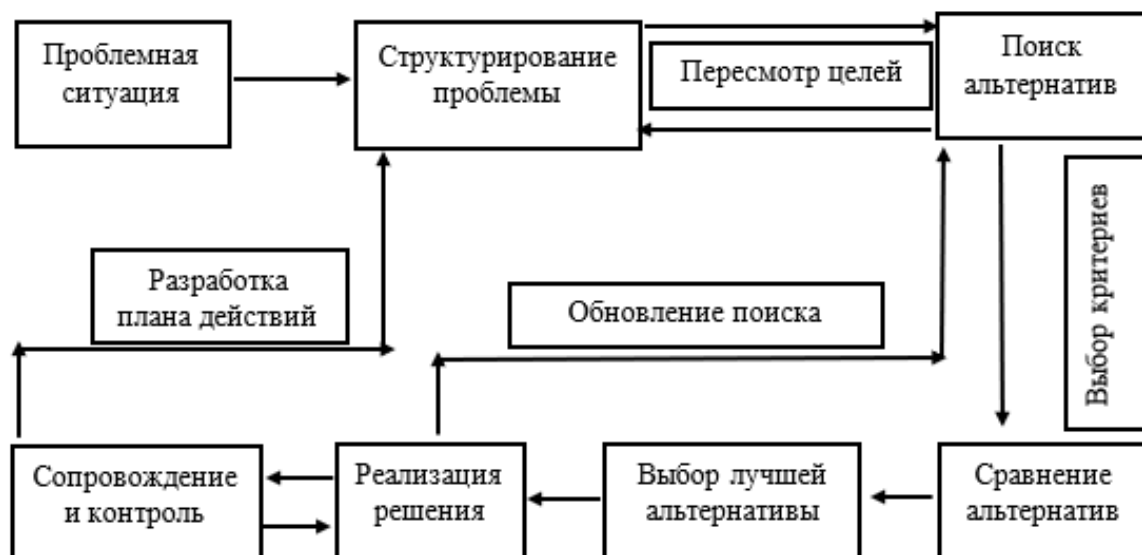 Проблемная
ситуация
Структурирование
проблемы
Пересмотр целей
Поиск
альтернатив
Выбор критериев
Разработка
плана действий
Обновление поиска
Сопровождение
и контроль
Реализация
решения
Выбор лучшей
альтернативы
Сравнение
альтернатив